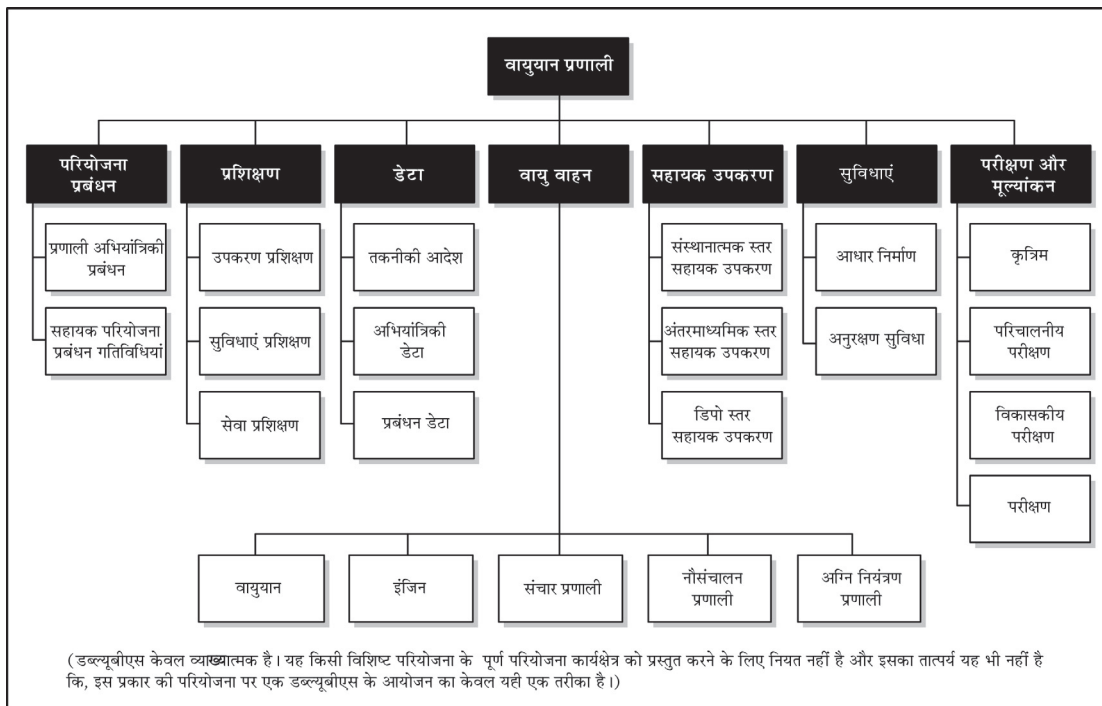 वायुयान प्रणाली
परियोजना
प्रबंधन
प्रशिक्षण
डेटा
वायु वाहन
सहायक उपकरण
सुविधाएं
परीक्षण और
मूल्यांकन
प्रणाली अभियांत्रिकी
प्रबंधन
सहायक परियोजना
प्रबंधन गतिविधियां
उपकरण प्रशिक्षण
सुविधाएं प्रशिक्षण
सेवा प्रशिक्षण
तकनीकी आदेश
अभियांत्रिकी
डेटा
प्रबंधन डेटा
संस्थानात्मक स्तर
सहायक उपकरण
अंतरमाध्यमिक स्तर
सहायक उपकरण
डिपो स्तर
सहायक उपकरण
आधार निर्माण
अनुरक्षण सुविधा
कृत्रिम
परिचालनीय
परीक्षण
विकासकीय
परीक्षण
परीक्षण
वायुयान
इंजिन
संचार प्रणाली
नौसंचालन
प्रणाली
अग्नि नियंत्रण
प्रणाली
(डब्ल्यूबीएस केवल व्याख्यात्मक है। यह किसी विशिष्ट परियोजना के पूर्ण परियोजना कार्यक्षेत्र को प्रस्तुत करने के लिए नियत नहीं है और इसका तात्पर्य यह भी नहीं है
कि, इस प्रकार की परियोजना पर एक डब्ल्यूबीएस के आयोजन का केवल यही एक तरीका है।)